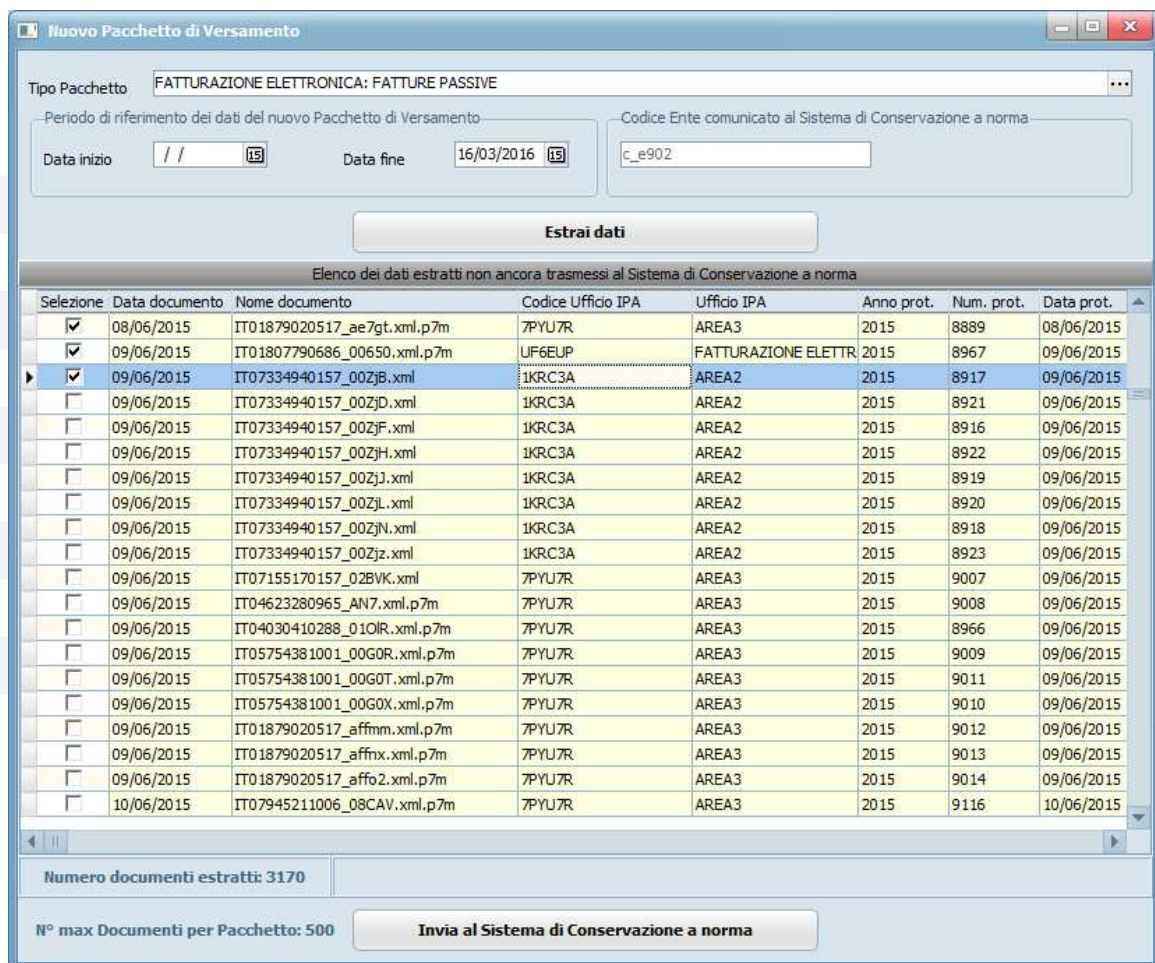 Nuovo Pacchetto di Versamento
Tipo Pacchetto FATTURAZIONE ELETTRONICA: FATTURE PASSIVE ...
Periodo di riferimento dei dati del nuovo Pacchetto di Versamento Codice Ente comunicato al Sistema di Conservazione a norma
Data inizio / / 15 Data fine 16/03/2016 15 c_e902
Estrai dati
Elenco dei dati estratti non ancora trasmessi al Sistema di Conservazione a norma
Selezione Data documento Nome documento Codice Ufficio IPA Ufficio IPA Anno prot. Num. prot. Data prot.
08/06/2015 IT01879020517_ae7gt.xml.p7m 7PYU7R AREA3 2015 8889 08/06/2015
09/06/2015 IT01807790686_00650.xml.p7m UF6EUP FATTURAZIONE ELETTR 2015 8967 09/06/2015
09/06/2015 IT07334940157_00ZjB.xml 1KRC3A AREA2 2015 8917 09/06/2015
09/06/2015 IT07334940157_00ZjD.xml 1KRC3A AREA2 2015 8921 09/06/2015
09/06/2015 IT07334940157_00ZjF.xml 1KRC3A AREA2 2015 8916 09/06/2015
09/06/2015 IT07334940157_00ZjH.xml 1KRC3A AREA2 2015 8922 09/06/2015
09/06/2015 IT07334940157_00ZjJ.xml 1KRC3A AREA2 2015 8919 09/06/2015
09/06/2015 IT07334940157_00ZjL.xml 1KRC3A AREA2 2015 8920 09/06/2015
09/06/2015 IT07334940157_00ZjN.xml 1KRC3A AREA2 2015 8918 09/06/2015
09/06/2015 IT07334940157_00Zjz.xml 1KRC3A AREA2 2015 8923 09/06/2015
09/06/2015 IT07155170157_02BVK.xml 7PYU7R AREA3 2015 9007 09/06/2015
09/06/2015 IT04623280965_AN7.xml.p7m 7PYU7R AREA3 2015 9008 09/06/2015
09/06/2015 IT04030410288_01OlR.xml.p7m 7PYU7R AREA3 2015 8966 09/06/2015
09/06/2015 IT05754381001_00G0R.xml.p7m 7PYU7R AREA3 2015 9009 09/06/2015
09/06/2015 IT05754381001_00G0T.xml.p7m 7PYU7R AREA3 2015 9011 09/06/2015
09/06/2015 IT05754381001_00G0X.xml.p7m 7PYU7R AREA3 2015 9010 09/06/2015
09/06/2015 IT01879020517_affmm.xml.p7m 7PYU7R AREA3 2015 9012 09/06/2015
09/06/2015 IT01879020517_affnx.xml.p7m 7PYU7R AREA3 2015 9013 09/06/2015
09/06/2015 IT01879020517_affo2.xml.p7m 7PYU7R AREA3 2015 9014 09/06/2015
10/06/2015 IT07945211006_08CAV.xml.p7m 7PYU7R AREA3 2015 9116 10/06/2015
Numero documenti estratti: 3170
N° max Documenti per Pacchetto: 500 Invia al Sistema di Conservazione a norma